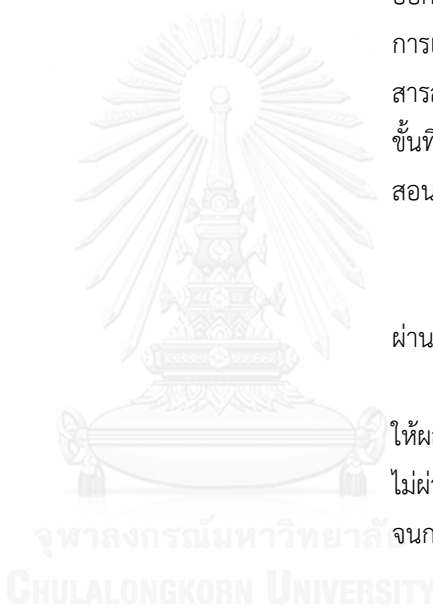 การเ
สารส
ขั้นที
สอน
ผ่าน
ให้ผ
ไม่ผ่า
จนก
จุฬาลงกรณ์มหาวิทยาลัย
CHULALONGKORN UNIVERSITY